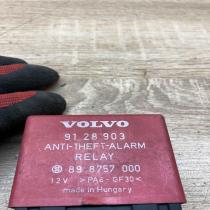 VOLVO
91 28 903
ANTI-THEFT-ALARM
RELAY
89 8757 000
12V >PA6-GF30<
made in Hungary